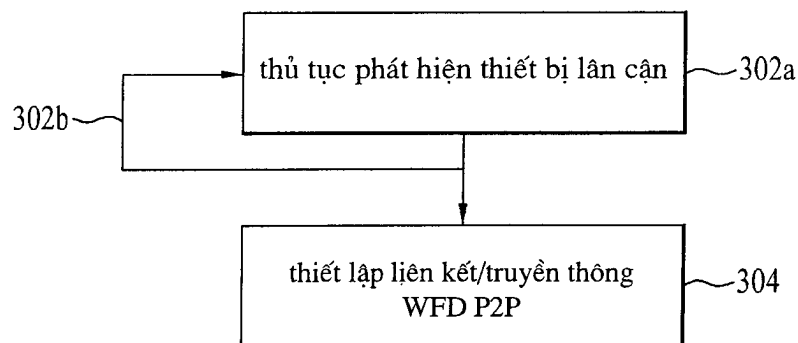 thủ tục phát hiện thiết bị lân cận
302a
302b
thiết lập liên kết/truyền thông
WFD P2P
304